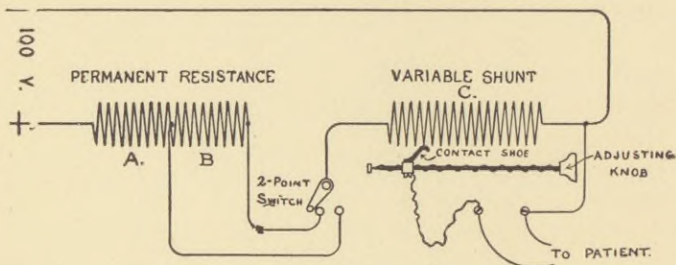 100 V.
+
PERMANENT RESISTANCE
A.
B
2-POINT
SWITCH
VARIABLE SHUNT
C.
CONTACT SHOE
ADJUSTING
KNOB
TO PATIENT.